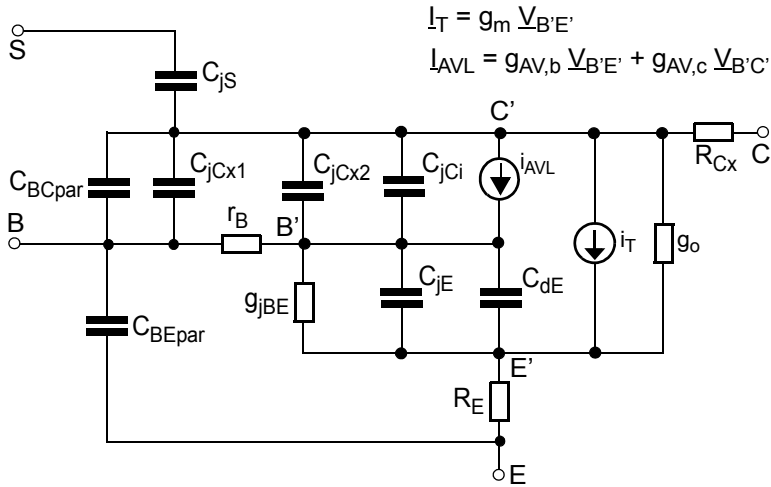 I_T = g_m V_B'E'
I_AVL = g_AV,b V_B'E' + g_AV,c V_B'C'
S
C_jS
C'
C
R_Cx
C_BCpar
C_jCx1
C_jCx2
C_jCi
i_AVL
B
r_B
B'
i_T
g_o
g_jBE
C_jE
C_dE
C_BEpar
E'
R_E
E